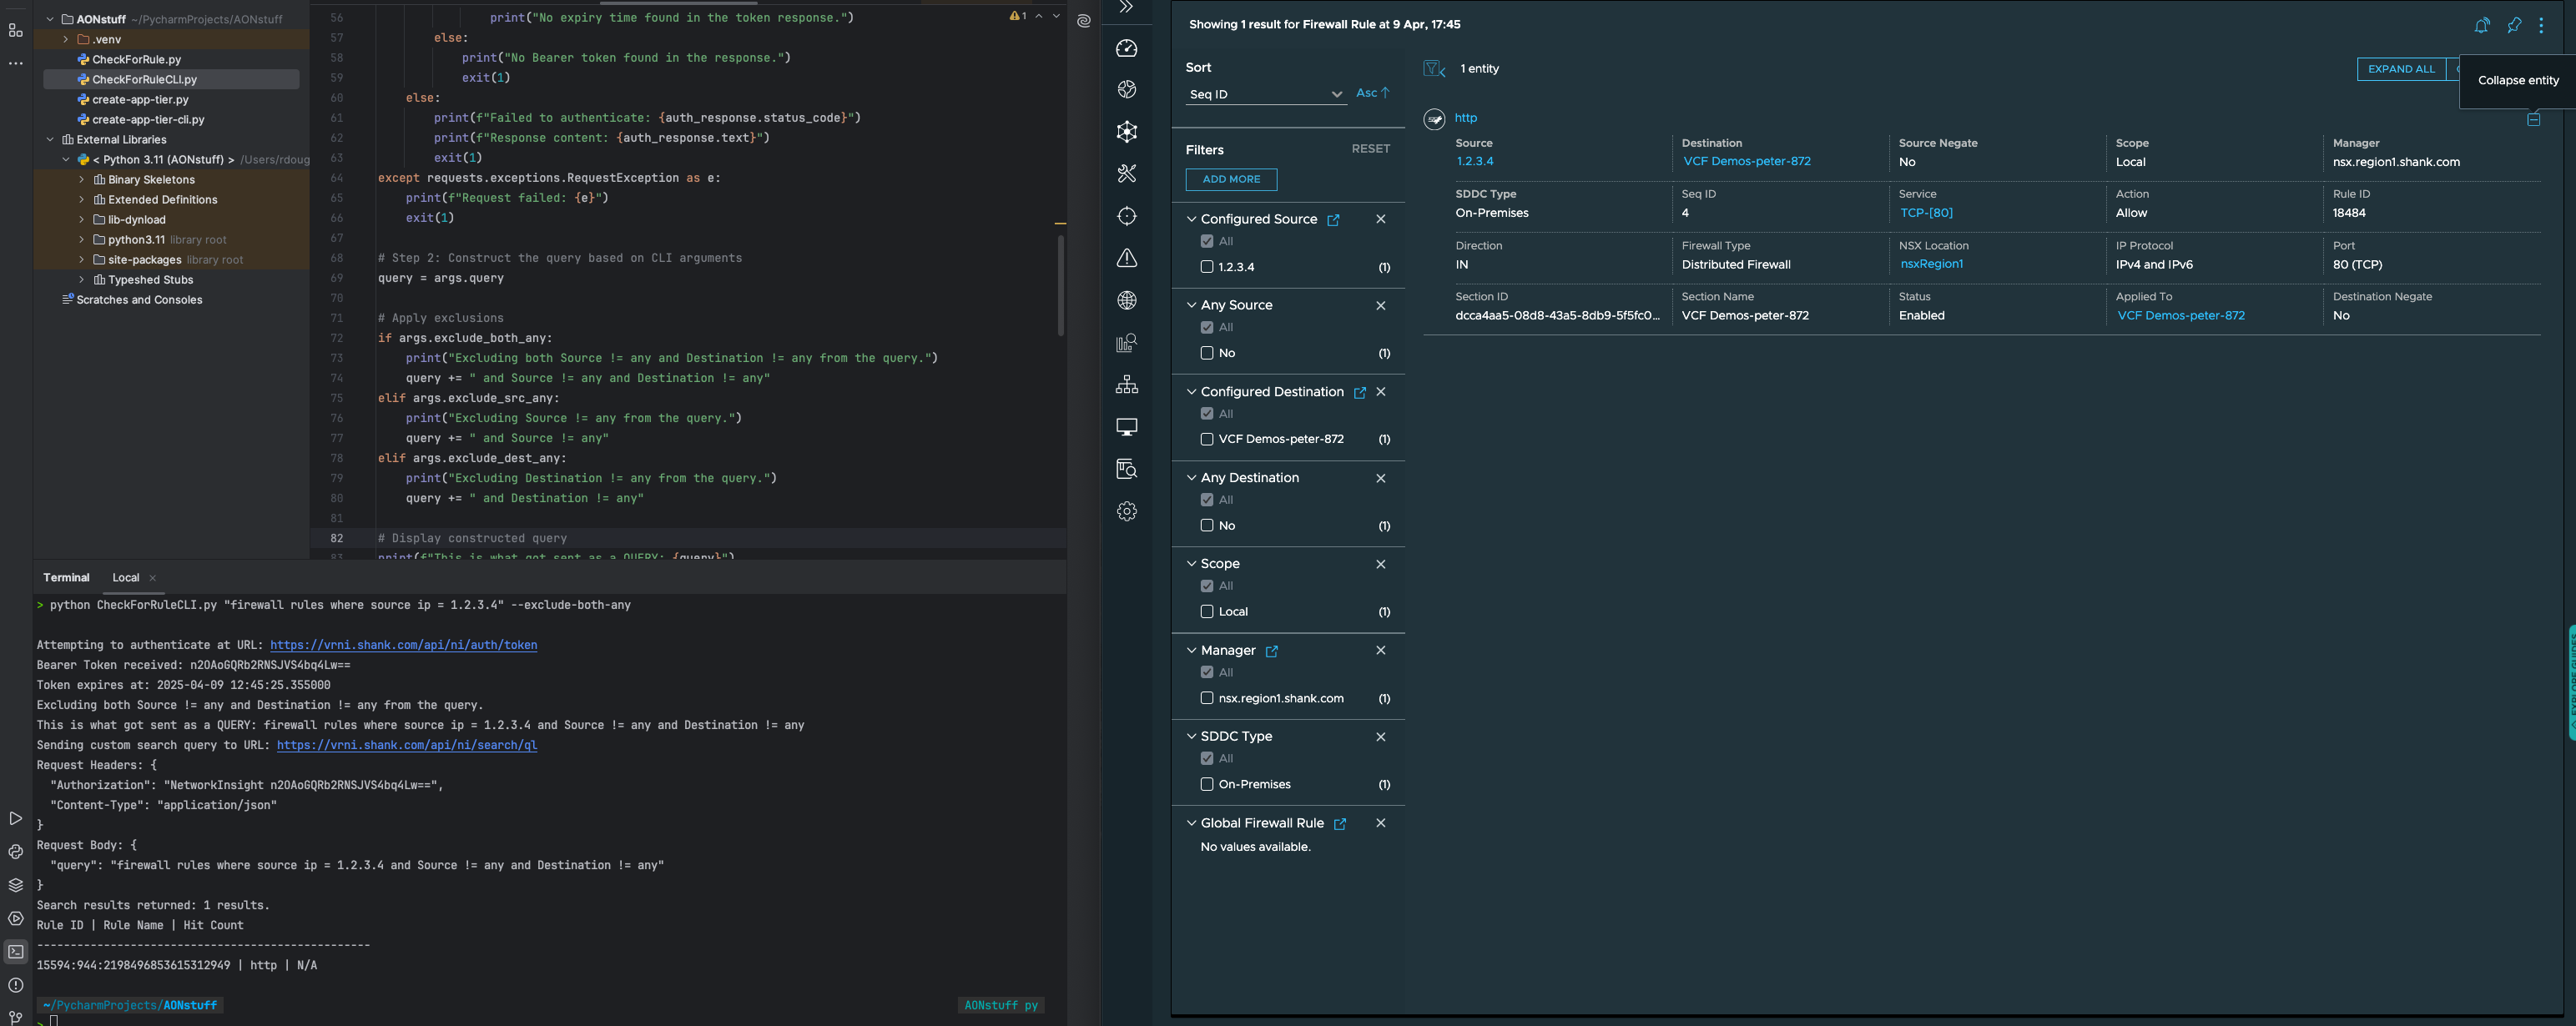 AONstuff ~/PycharmProjects/AONstuff
.venv
CheckForRule.py
CheckForRuleCLI.py
create-app-tier.py
create-app-tier-cli.py
External Libraries
< Python 3.11 (AONstuff) > /Users/rdoug
Binary Skeletons
Extended Definitions
lib-dynload
python3.11 library root
site-packages library root
Typeshed Stubs
Scratches and Consoles
1
56 print("No expiry time found in the token response.")
57 else:
58 print("No Bearer token found in the response.")
59 exit(1)
60 else:
61 print(f"Failed to authenticate: {auth_response.status_code}")
62 print(f"Response content: {auth_response.text}")
63 exit(1)
64 except requests.exceptions.RequestException as e:
65 print(f"Request failed: {e}")
66 exit(1)
67
68 # Step 2: Construct the query based on CLI arguments
69 query = args.query
70
71 # Apply exclusions
72 if args.exclude_both_any:
73 print("Excluding both Source != any and Destination != any from the query.")
74 query += " and Source != any and Destination != any"
75 elif args.exclude_src_any:
76 print("Excluding Source != any from the query.")
77 query += " and Source != any"
78 elif args.exclude_dest_any:
79 print("Excluding Destination != any from the query.")
80 query += " and Destination != any"
81
82 # Display constructed query
83 print(f"This is what got sent as a QUERY: {query}")
Terminal Local ×
> python CheckForRuleCLI.py "firewall rules where source ip = 1.2.3.4" --exclude-both-any
Attempting to authenticate at URL: https://vrni.shank.com/api/ni/auth/token
Bearer Token received: n2OAoGQRb2RNSJVS4bq4Lw==
Token expires at: 2025-04-09 12:45:25.355000
Excluding both Source != any and Destination != any from the query.
This is what got sent as a QUERY: firewall rules where source ip = 1.2.3.4 and Source != any and Destination != any
Sending custom search query to URL: https://vrni.shank.com/api/ni/search/ql
Request Headers: {
"Authorization": "NetworkInsight n2OAoGQRb2RNSJVS4bq4Lw==",
"Content-Type": "application/json"
}
Request Body: {
"query": "firewall rules where source ip = 1.2.3.4 and Source != any and Destination != any"
}
Search results returned: 1 results.
Rule ID | Rule Name | Hit Count
--------------------------------------------------
15594:944:2198496853615312949 | http | N/A
~/PycharmProjects/AONstuff
AONstuff py
>
Showing 1 result for Firewall Rule at 9 Apr, 17:45
Sort
Seq ID Asc ↑
Filters RESET
ADD MORE
Configured Source
All
1.2.3.4 (1)
Any Source
All
No (1)
Configured Destination
All
VCF Demos-peter-872 (1)
Any Destination
All
No (1)
Scope
All
Local (1)
Manager
All
nsx.region1.shank.com (1)
SDDC Type
All
On-Premises (1)
Global Firewall Rule
No values available.
1 entity
EXPAND ALL
Collapse entity
http
Source Destination Source Negate Scope Manager
1.2.3.4 VCF Demos-peter-872 No Local nsx.region1.shank.com
SDDC Type Seq ID Service Action Rule ID
On-Premises 4 TCP-[80] Allow 18484
Direction Firewall Type NSX Location IP Protocol Port
IN Distributed Firewall nsxRegion1 IPv4 and IPv6 80 (TCP)
Section ID Section Name Status Applied To Destination Negate
dcca4aa5-08d8-43a5-8db9-5f5fc0... VCF Demos-peter-872 Enabled VCF Demos-peter-872 No
EXPLORE GUIDES